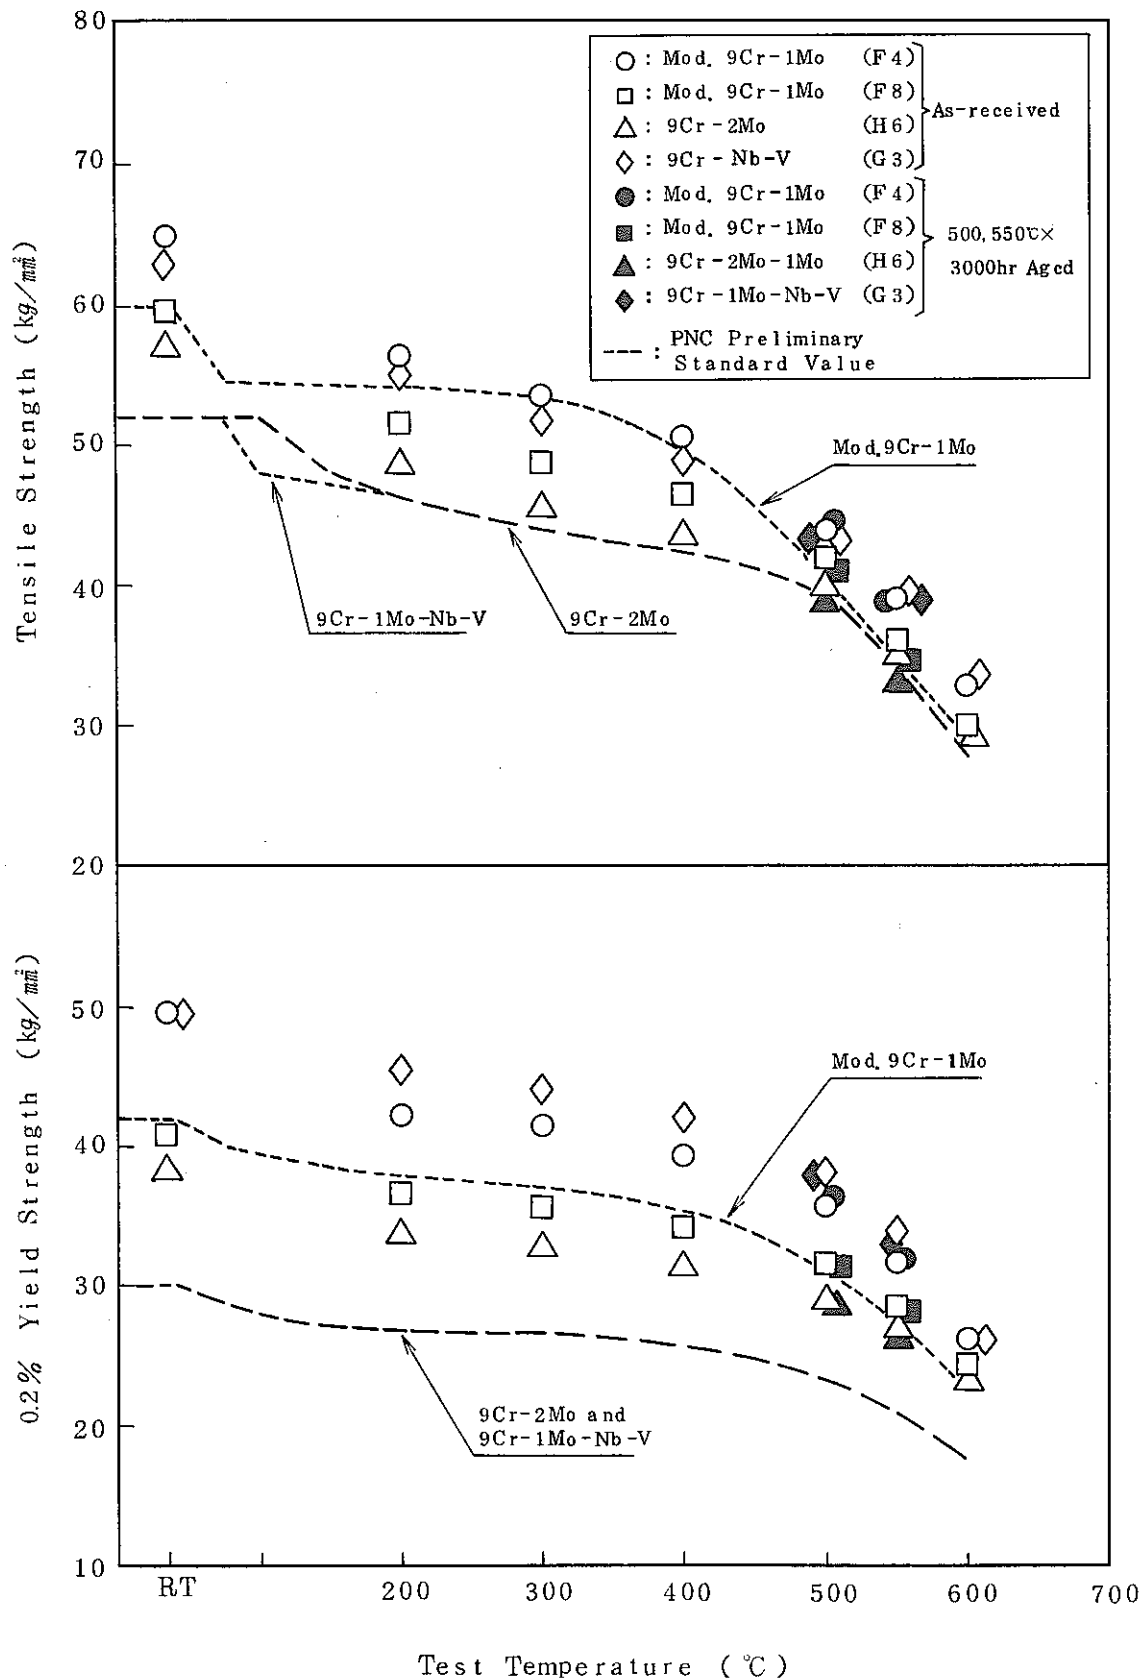 80
70
60
50
40
30
20
Tensile Strength (kg/mm²)
○ : Mod. 9Cr-1Mo (F4)
□ : Mod. 9Cr-1Mo (F8)
△ : 9Cr-2Mo (H6)
◇ : 9Cr-Nb-V (G3)
As-received
● : Mod. 9Cr-1Mo (F4)
■ : Mod. 9Cr-1Mo (F8)
▲ : 9Cr-2Mo-1Mo (H6)
◆ : 9Cr-1Mo-Nb-V (G3)
500, 550℃×
3000hr Aged
---- : PNC Preliminary
Standard Value
Mod. 9Cr-1Mo
9Cr-1Mo-Nb-V
9Cr-2Mo
50
40
30
20
10
0.2% Yield Strength (kg/mm²)
Mod. 9Cr-1Mo
9Cr-2Mo and
9Cr-1Mo-Nb-V
RT 200 300 400 500 600 700
Test Temperature (℃)